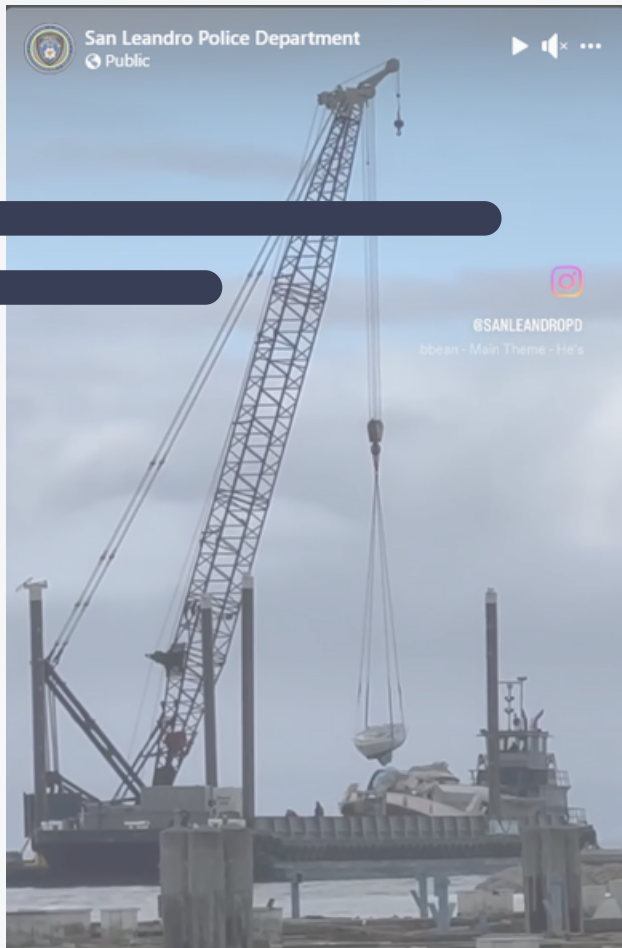 San Leandro Police Department
Public
@SANLEANDROPD
bbean - Main Theme - He's